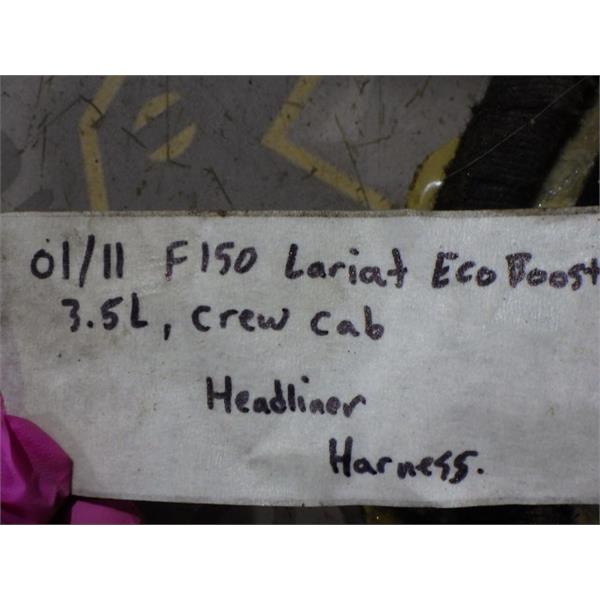 01/11 F150 Lariat EcoBoost
3.5L, crew cab
Headliner
Harness.